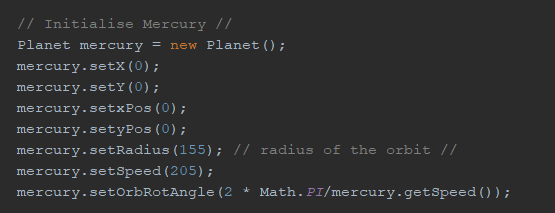 // Initialise Mercury //
Planet mercury = new Planet();
mercury.setX(0);
mercury.setY(0);
mercury.setxPos(0);
mercury.setyPos(0);
mercury.setRadius(155); // radius of the orbit //
mercury.setSpeed(205);
mercury.setOrbRotAngle(2 * Math.PI/mercury.getSpeed());